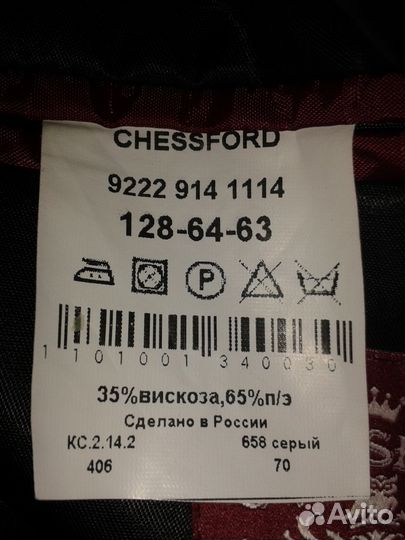 CHESSFORD
9222 914 1114
128-64-63
P
1 101001 340030
35%вискоза,65%п/э
Сделано в России
КС.2.14.2 658 серый
406 70
Avito